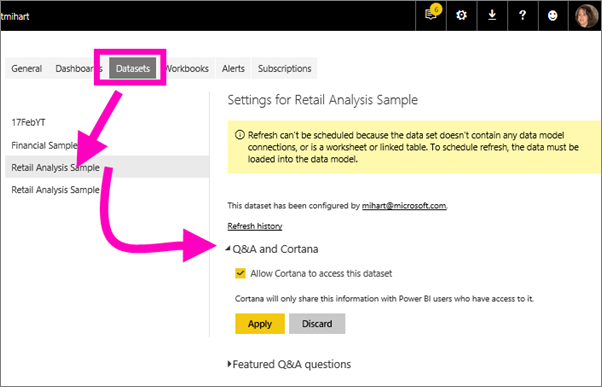 tmihart
6
?
General Dashboards Datasets Workbooks Alerts Subscriptions
17FebYT
Financial Sample
Retail Analysis Sample
Retail Analysis Sample
Settings for Retail Analysis Sample
Refresh can't be scheduled because the data set doesn't contain any data model
connections, or is a worksheet or linked table. To schedule refresh, the data must be
loaded into the data model.
This dataset has been configured by mihart@microsoft.com.
Refresh history
Q&A and Cortana
Allow Cortana to access this dataset
Cortana will only share this information with Power BI users who have access to it.
Apply Discard
Featured Q&A questions